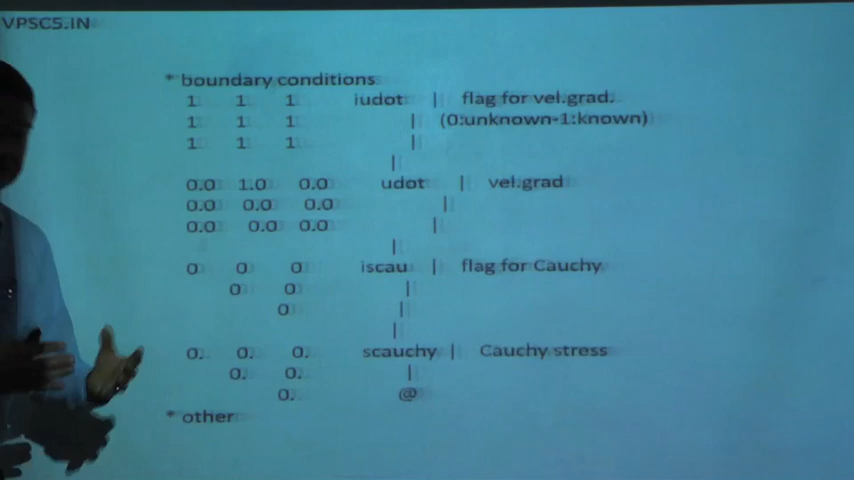 VPSC5.IN
* boundary conditions
1 1 1 iudot | flag for vel.grad.
1 1 1 | (0:unknown-1:known)
1 1 1 |
|
0.0 1.0 0.0 udot | vel.grad
0.0 0.0 0.0 |
0.0 0.0 0.0 |
|
0 0 0 iscau | flag for Cauchy
0 0 |
0 |
|
0. 0. 0. scauchy | Cauchy stress
0. 0. |
0. @
* other